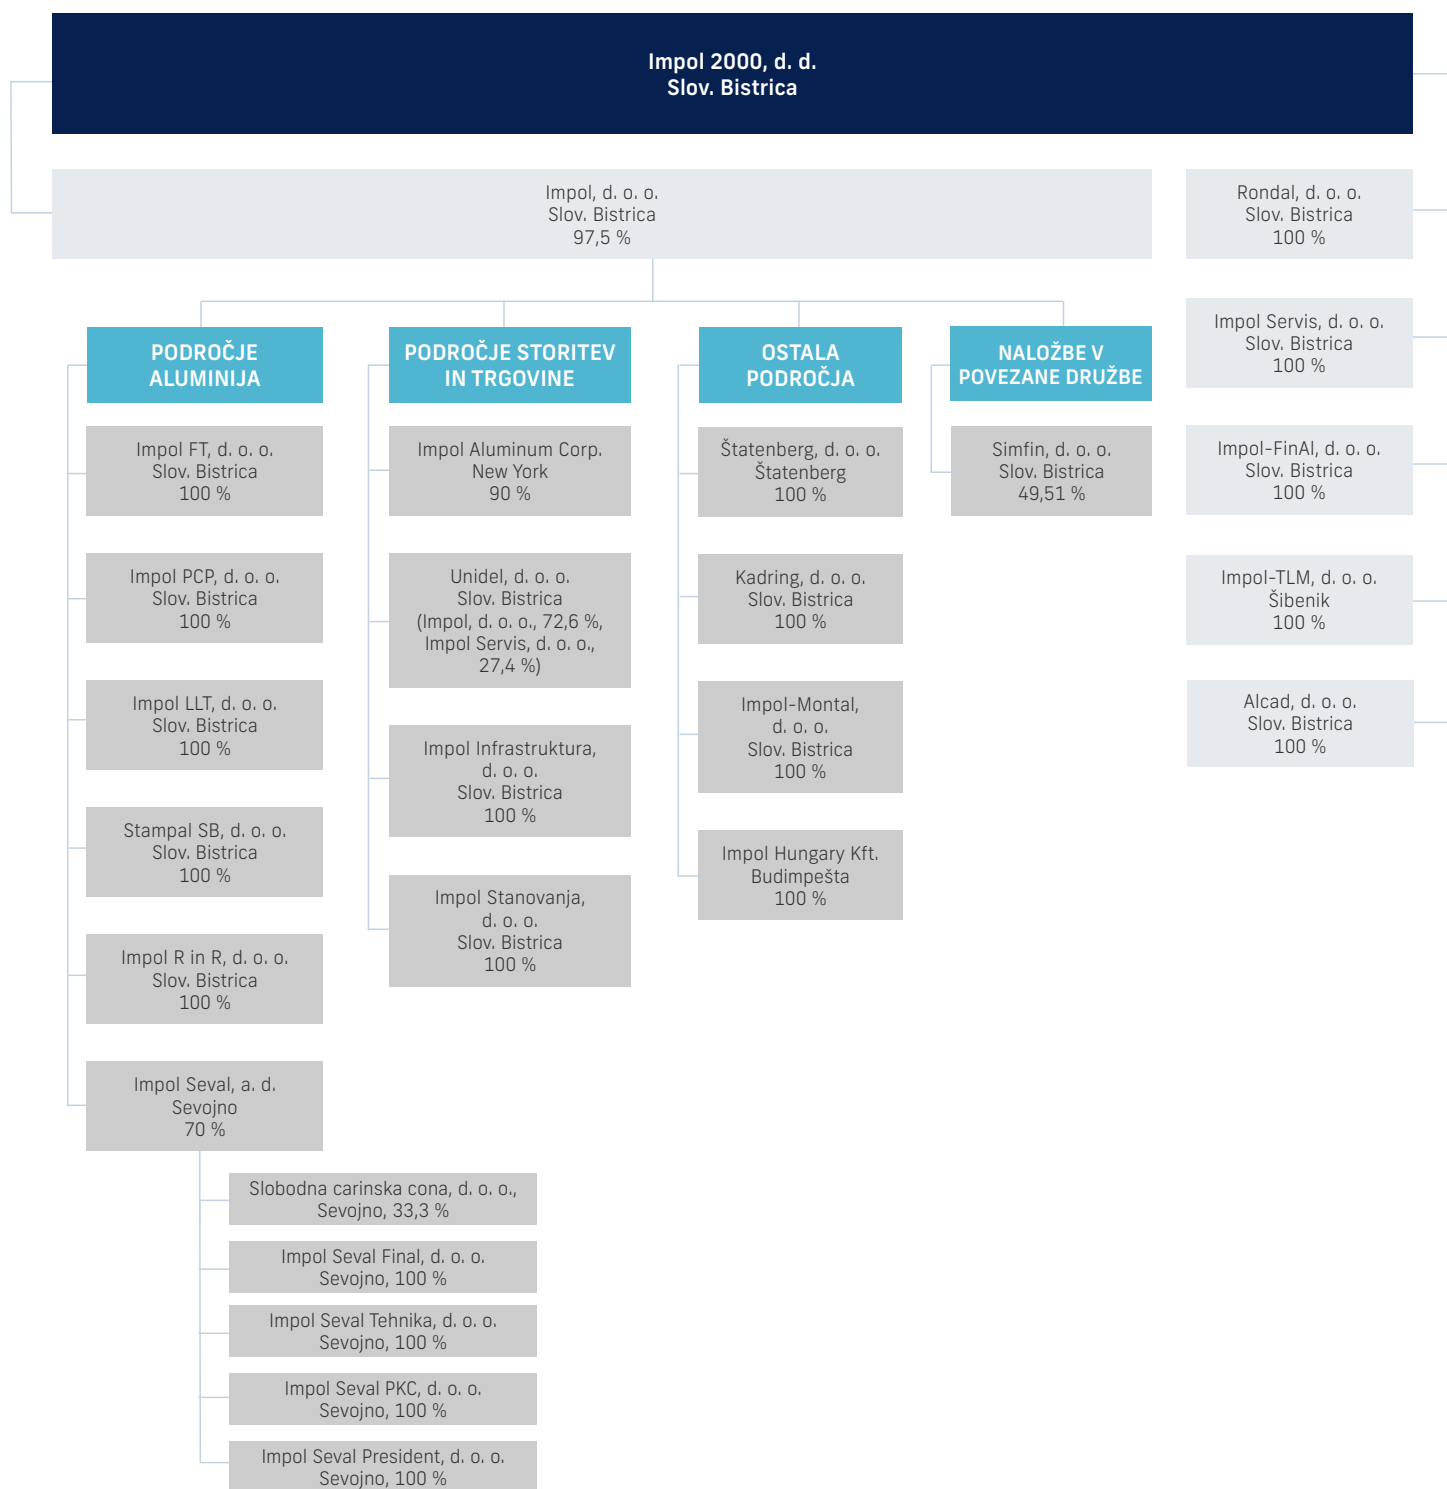 Impol 2000, d. d.
Slov. Bistrica
Impol, d. o. o.
Slov. Bistrica
97,5 %
PODROČJE
ALUMINIJA
Impol FT, d. o. o.
Slov. Bistrica
100 %
Impol PCP, d. o. o.
Slov. Bistrica
100 %
Impol LLT, d. o. o.
Slov. Bistrica
100 %
Stampal SB, d. o. o.
Slov. Bistrica
100 %
Impol R in R, d. o. o.
Slov. Bistrica
100 %
Impol Seval, a. d.
Sevojno
70 %
Slobodna carinska cona, d. o. o.,
Sevojno, 33,3 %
Impol Seval Final, d. o. o.
Sevojno, 100 %
Impol Seval Tehnika, d. o. o.
Sevojno, 100 %
Impol Seval PKC, d. o. o.
Sevojno, 100 %
Impol Seval President, d. o. o.
Sevojno, 100 %
PODROČJE STORITEV
IN TRGOVINE
Impol Aluminum Corp.
New York
90 %
Unidel, d. o. o.
Slov. Bistrica
(Impol, d. o. o., 72,6 %,
Impol Servis, d. o. o.,
27,4 %)
Impol Infrastruktura,
d. o. o.
Slov. Bistrica
100 %
Impol Stanovanja,
d. o. o.
Slov. Bistrica
100 %
OSTALA
PODROČJA
Štatenberg, d. o. o.
Štatenberg
100 %
Kadring, d. o. o.
Slov. Bistrica
100 %
Impol-Montal,
d. o. o.
Slov. Bistrica
100 %
Impol Hungary Kft.
Budimpešta
100 %
NALOŽBE V
POVEZANE DRUŽBE
Simfin, d. o. o.
Slov. Bistrica
49,51 %
Rondal, d. o. o.
Slov. Bistrica
100 %
Impol Servis, d. o. o.
Slov. Bistrica
100 %
Impol-FinAl, d. o. o.
Slov. Bistrica
100 %
Impol-TLM, d. o. o.
Šibenik
100 %
Alcad, d. o. o.
Slov. Bistrica
100 %